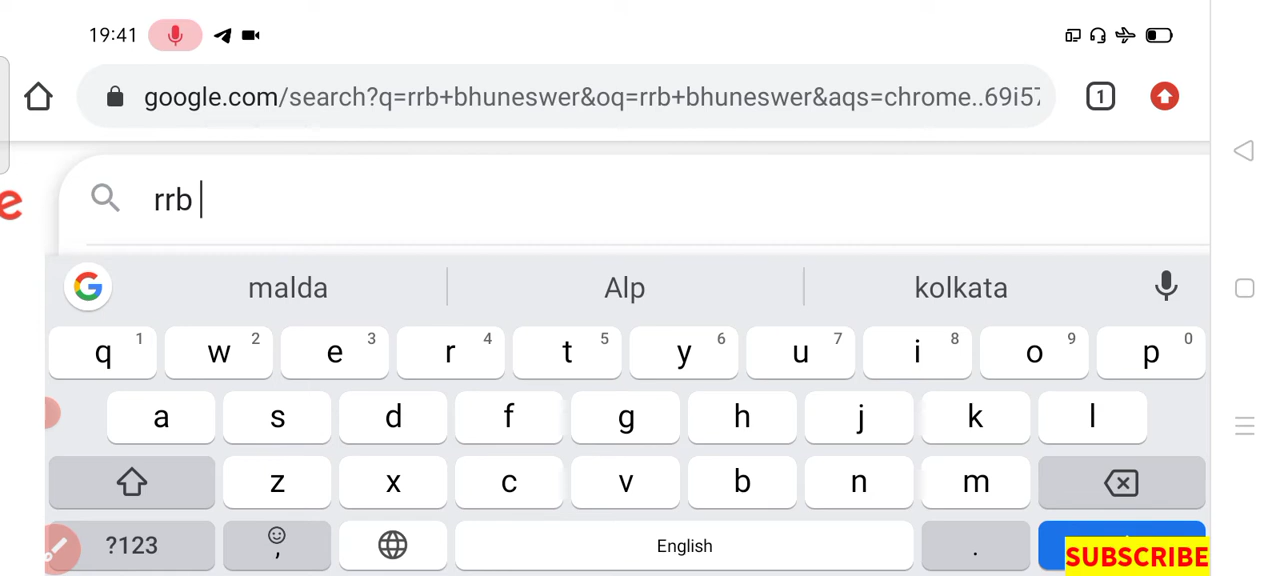 19:41
google.com/search?q=rrb+bhuneswer&oq=rrb+bhuneswer&aqs=chrome..69i57
1
e
rrb
malda Alp kolkata
q 1 w 2 e 3 r 4 t 5 y 6 u 7 i 8 o 9 p 0
a s d f g h j k l
z x c v b n m
?123 , English .
SUBSCRIBE